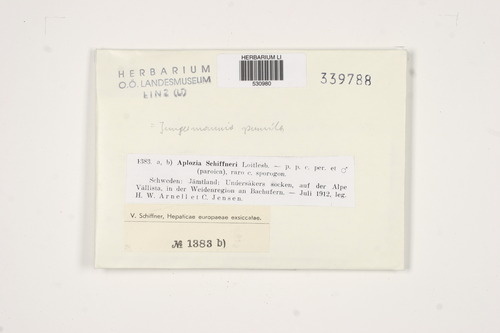 HERBARIUM
O.Ö. LANDESMUSEUM
LINZ (LI)
HERBARIUM LI
530980
339788
Jungermannia pumila
1383. a, b) Aplozia Schiffneri Loitlesb. — p. p. c. per. et ♂
(paroica), raro c. sporogon.
Schweden: Jämtland; Undersåkers socken, auf der Alpe
Vällista, in der Weidenregion an Bachufern. — Juli 1912, leg.
H. W. Arnell et C. Jensen.
V. Schiffner, Hepaticae europaeae exsiccatae.
№ 1383 b)